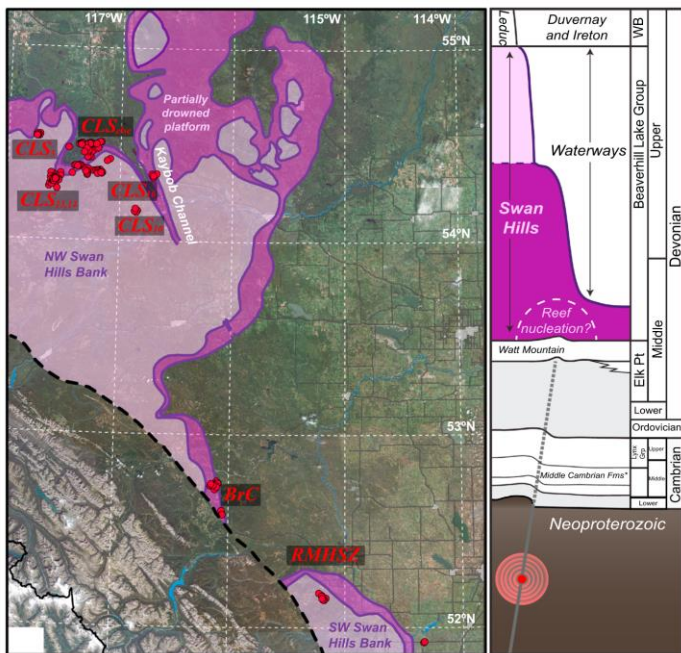 117°W
115°W
114°W
55°N
Partially
drowned
platform
CLS
CLS
CLS
CLS
CLS
Kaybob Channel
54°N
NW Swan
Hills Bank
53°N
BrC
RMHSZ
52°N
SW Swan
Hills Bank
Duvernay
and Ireton
WB
Waterways
Swan
Hills
Reef
nucleation?
Beaverhill Lake Group
Upper
Devonian
Watt Mountain
Elk Pt
Middle
Lower
Ordovician
Lynx
Grp.
Upper
Middle Cambrian Fms*
Middle
Lower
Cambrian
Neoproterozoic